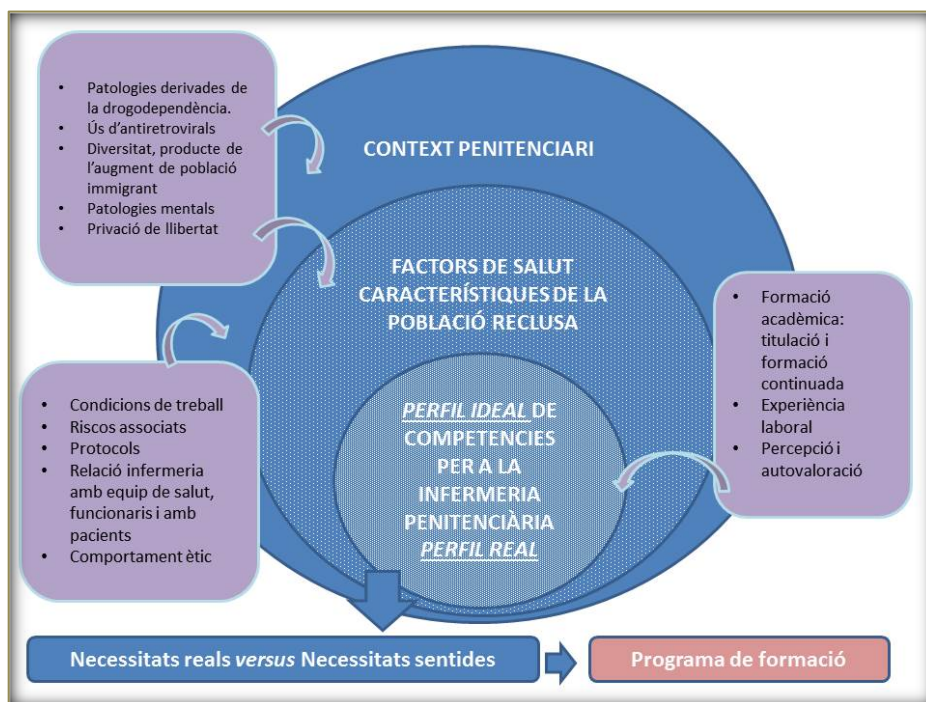 • Patologies derivades de
la drogodependència.
• Ús d'antiretrovirals
• Diversitat, producte de
l'augment de població
immigrant
• Patologies mentals
• Privació de llibertat
CONTEXT PENITENCIARI
FACTORS DE SALUT
CARACTERÍSTIQUES DE LA
POBLACIÓ RECLUSA
• Condicions de treball
• Riscos associats
• Protocols
• Relació infermeria
amb equip de salut,
funcionaris i amb
pacients
• Comportament ètic
PERFIL IDEAL DE
COMPETENCIES
PER A LA
INFERMERIA
PENITENCIÀRIA
PERFIL REAL
• Formació
acadèmica:
titulació i
formació
continuada
• Experiència
laboral
• Percepció i
autovaloració
Necessitats reals versus Necessitats sentides
Programa de formació